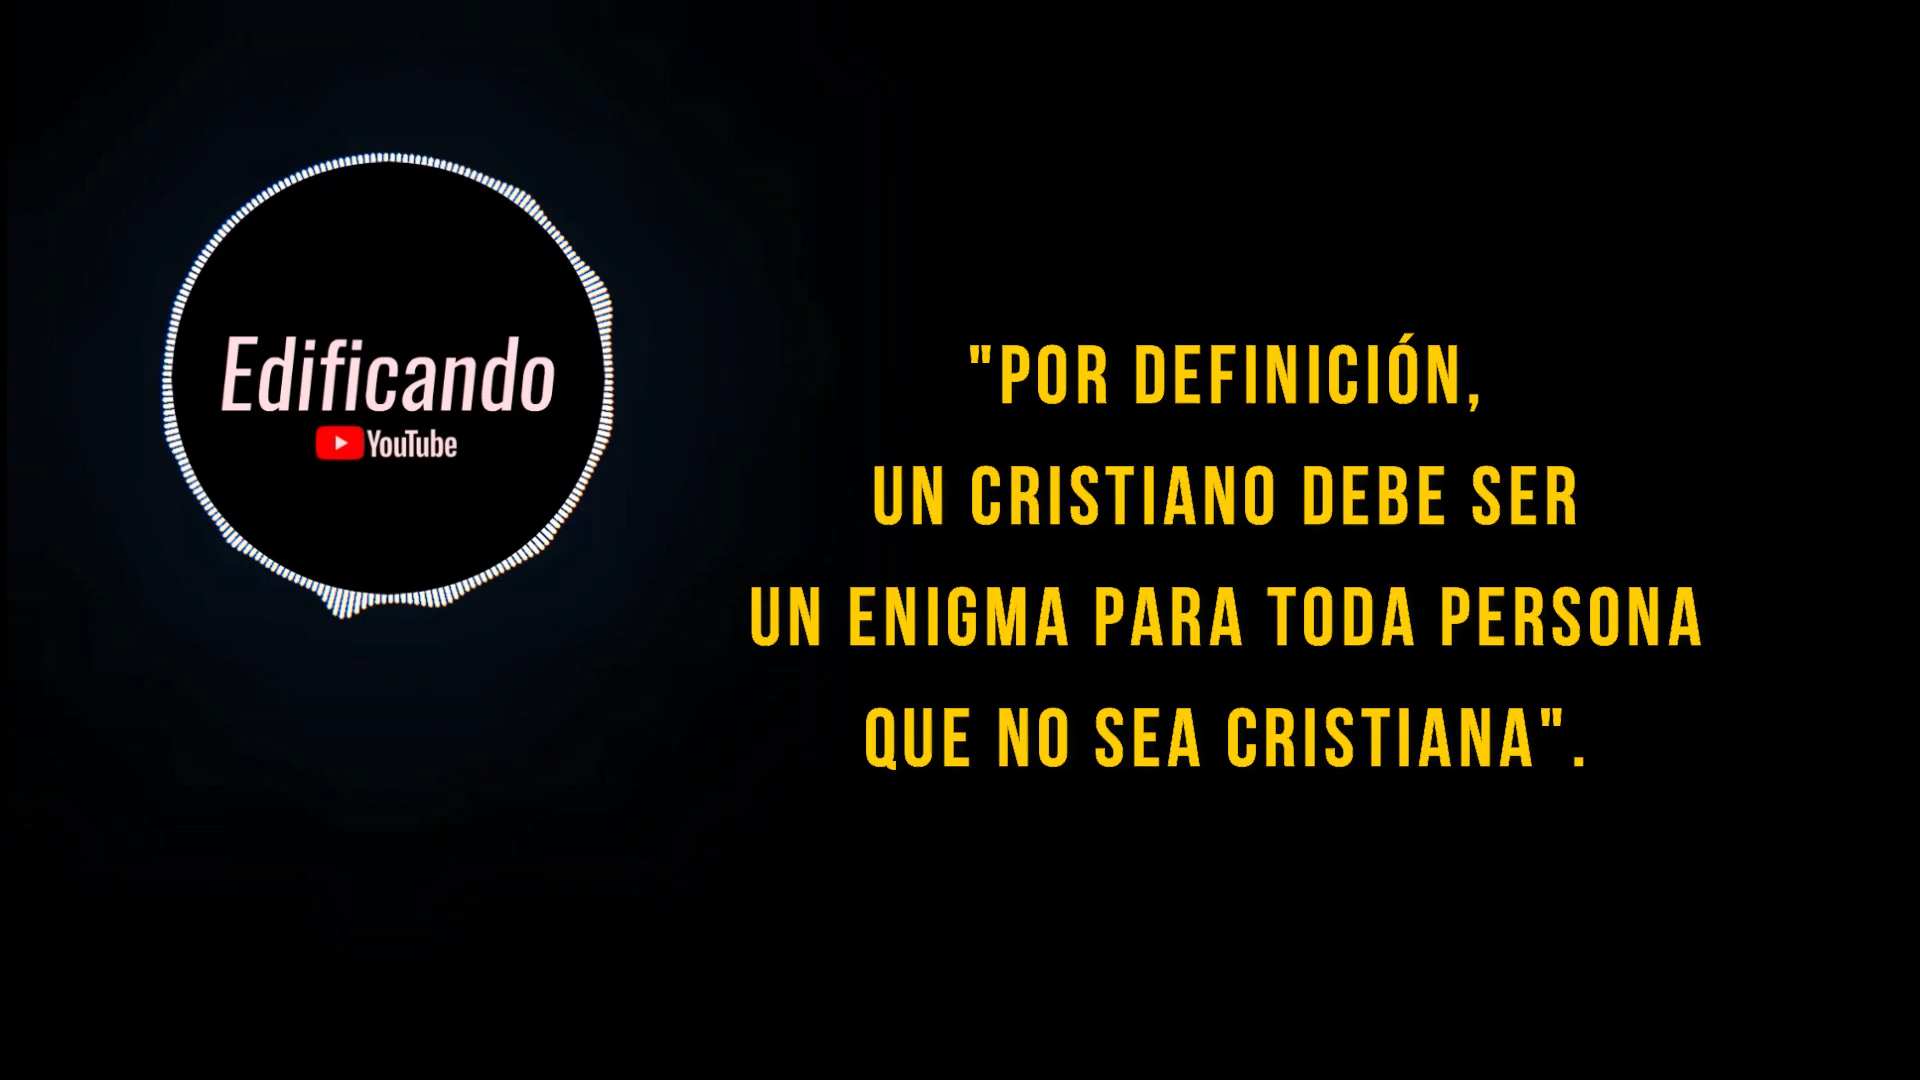 Edificando
YouTube
"POR DEFINICIÓN,
UN CRISTIANO DEBE SER
UN ENIGMA PARA TODA PERSONA
QUE NO SEA CRISTIANA".